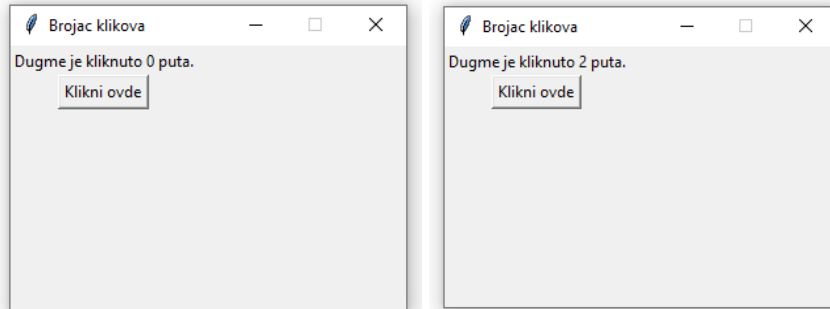 Brojac klikova
Dugme je kliknuto 0 puta.
Klikni ovde
Brojac klikova
Dugme je kliknuto 2 puta.
Klikni ovde